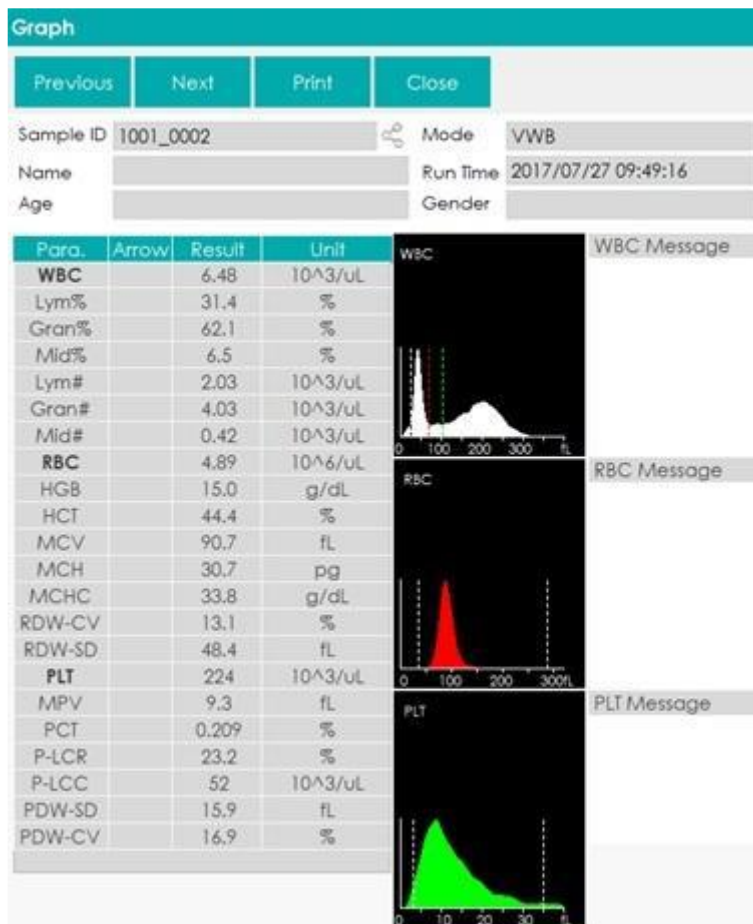 Graph
Previous Next Print Close
Sample ID 1001_0002 Mode VWB
Name Run Time 2017/07/27 09:49:16
Age Gender
Para. Arrow Result Unit
WBC 6.48 10^3/uL
Lym% 31.4 %
Gran% 62.1 %
Mid% 6.5 %
Lym# 2.03 10^3/uL
Gran# 4.03 10^3/uL
Mid# 0.42 10^3/uL
RBC 4.89 10^6/uL
HGB 15.0 g/dL
HCT 44.4 %
MCV 90.7 fL
MCH 30.7 pg
MCHC 33.8 g/dL
RDW-CV 13.1 %
RDW-SD 48.4 fL
PLT 224 10^3/uL
MPV 9.3 fL
PCT 0.209 %
P-LCR 23.2 %
P-LCC 52 10^3/uL
PDW-SD 15.9 fL
PDW-CV 16.9 %
WBC WBC Message
0 100 200 300 fL
RBC RBC Message
0 100 200 300fL
PLT PLT Message
0 10 20 30 fL